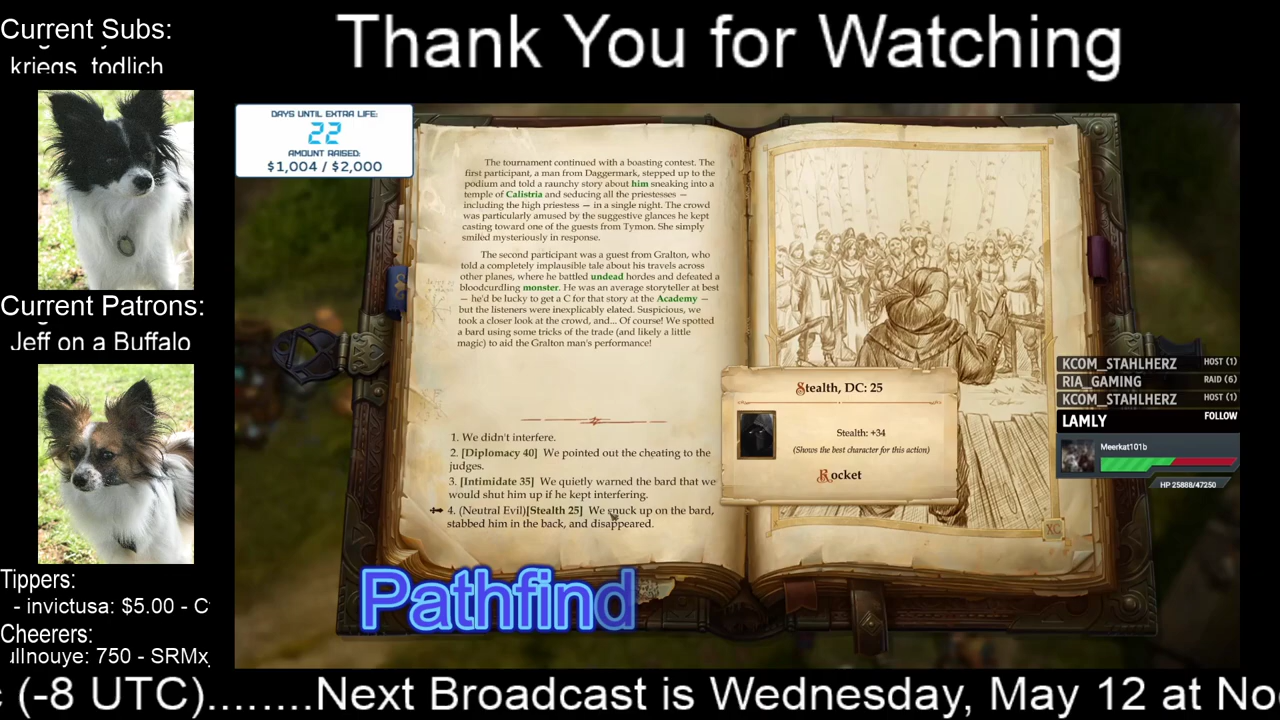 Current Subs:
kriegs_todlich
Current Patrons:
Jeff on a Buffalo
Tippers:
- invictusa: $5.00 - C
Cheerers:
llnouye: 750 - SRMx
Thank You for Watching
DAYS UNTIL EXTRA LIFE:
22
AMOUNT RAISED:
$1,004 / $2,000
The tournament continued with a boasting contest. The
first participant, a man from Daggermark, stepped up to the
podium and told a raunchy story about him sneaking into a
temple of Calistria and seducing all the priestesses —
including the high priestess — in a single night. The crowd
was particularly amused by the suggestive glances he kept
casting toward one of the guests from Tymon. She simply
smiled mysteriously in response.
The second participant was a guest from Gralton, who
told a completely implausible tale about his travels across
other planes, where he battled undead hordes and defeated a
bloodcurdling monster. He was an average storyteller at best
— he'd be lucky to get a C for that story at the Academy —
but the listeners were inexplicably elated. Suspicious, we
took a closer look at the crowd, and... Of course! We spotted
a bard using some tricks of the trade (and likely a little
magic) to aid the Gralton man's performance!
1. We didn't interfere.
2. [Diplomacy 40] We pointed out the cheating to the
judges.
3. [Intimidate 35] We quietly warned the bard that we
would shut him up if he kept interfering.
4. (Neutral Evil)[Stealth 25] We snuck up on the bard,
stabbed him in the back, and disappeared.
Stealth, DC: 25
Stealth: +34
(Shows the best character for this action)
Rocket
XC
KCOM_STAHLHERZ HOST (1)
RIA_GAMING RAID (6)
KCOM_STAHLHERZ HOST (1)
LAMLY FOLLOW
Meerkat101b
HP 25888/47250
Pathfind
c (-8 UTC)........Next Broadcast is Wednesday, May 12 at Noo